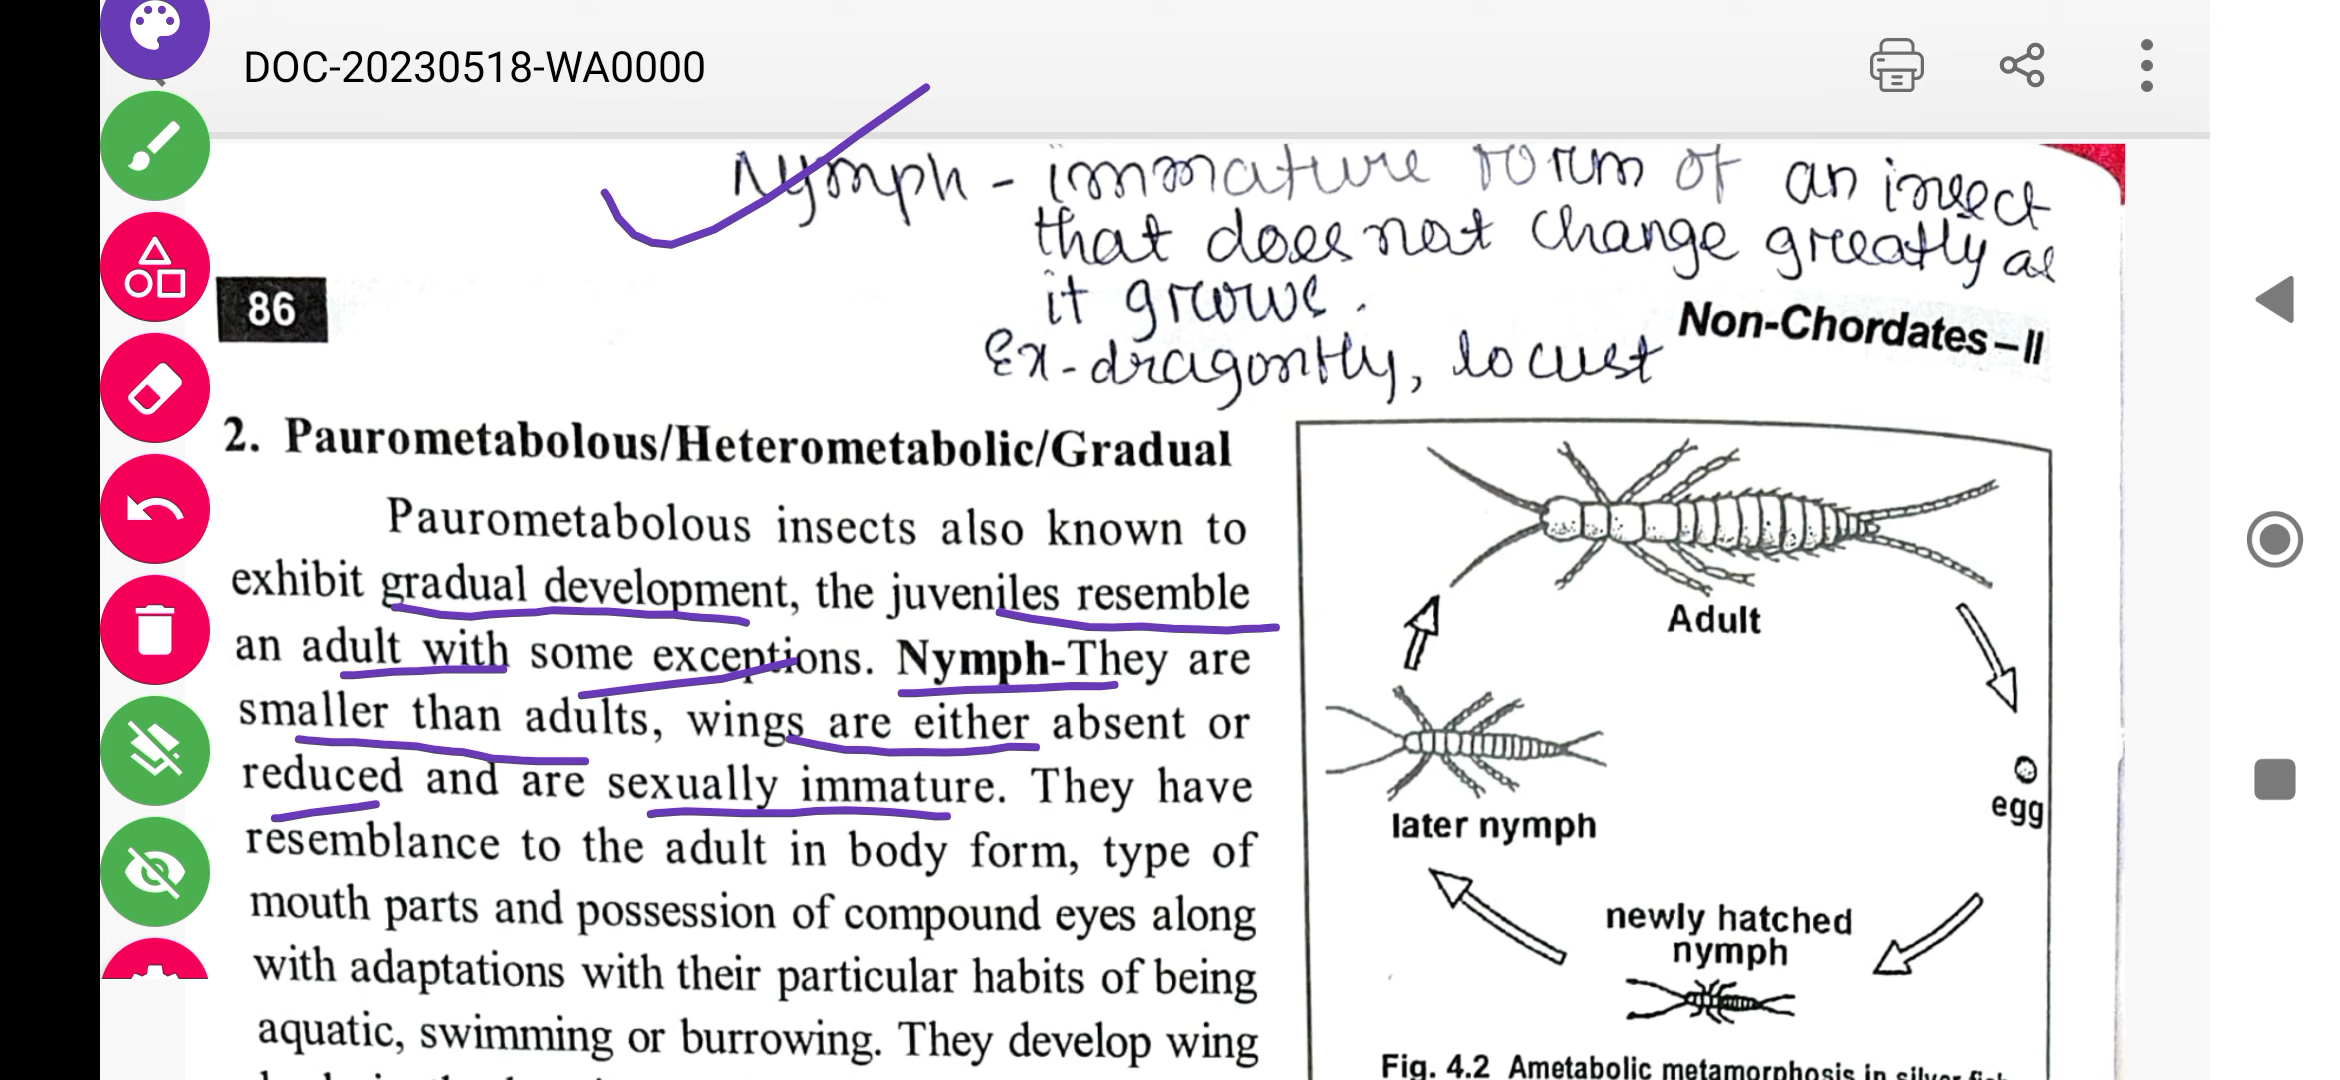 DOC-20230518-WA0000
Nymph - immature form of an insect
that does not change greatly as
it grows.
Ex-dragonfly, locust
86
Non-Chordates–II
2. Paurometabolous/Heterometabolic/Gradual
Paurometabolous insects also known to
exhibit gradual development, the juveniles resemble
an adult with some exceptions. Nymph-They are
smaller than adults, wings are either absent or
reduced and are sexually immature. They have
resemblance to the adult in body form, type of
mouth parts and possession of compound eyes along
with adaptations with their particular habits of being
aquatic, swimming or burrowing. They develop wing
Adult
egg
later nymph
newly hatched
nymph
Fig. 4.2 Ametabolic metamorphosis in silver fish